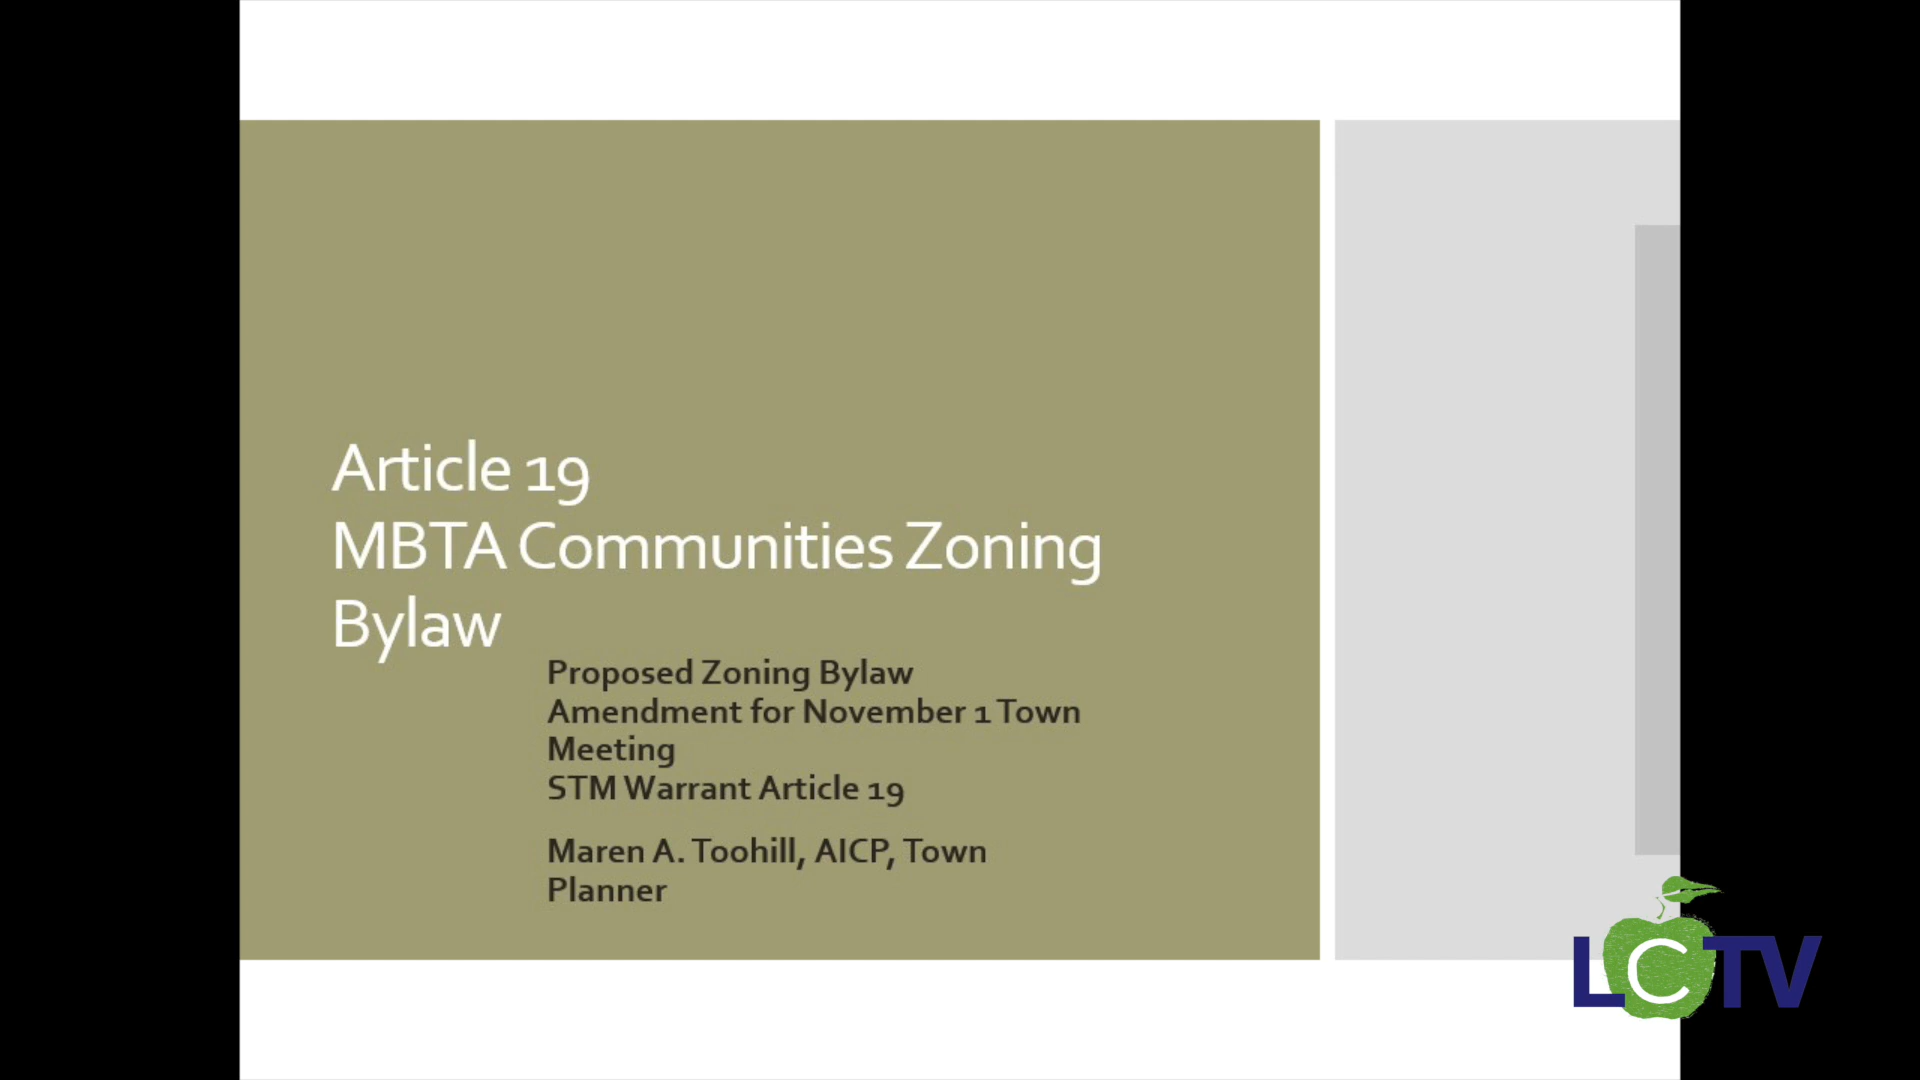 Article 19
MBTA Communities Zoning
Bylaw
Proposed Zoning Bylaw
Amendment for November 1 Town
Meeting
STM Warrant Article 19
Maren A. Toohill, AICP, Town
Planner
LCTV